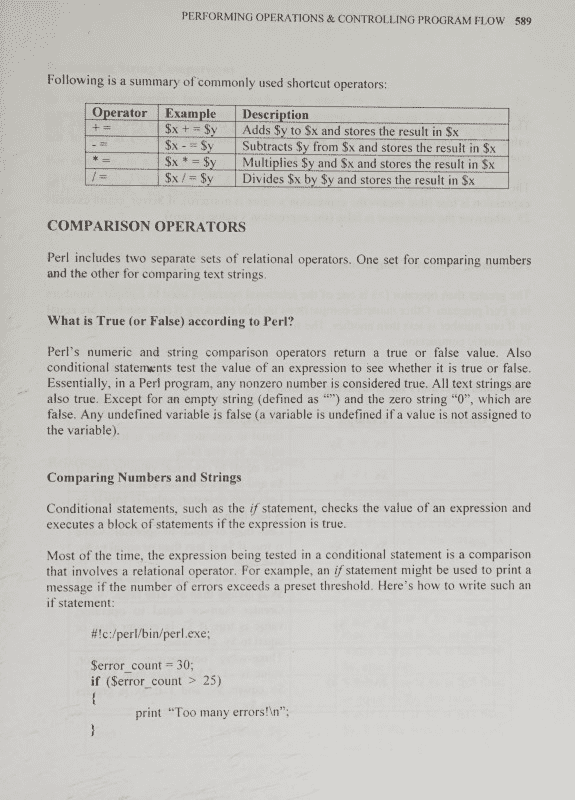 PERFORMING OPERATIONS & CONTROLLING PROGRAM FLOW 589
Following is a summary of commonly used shortcut operators:
Operator Example Description
+ = $x + = $y Adds $y to $x and stores the result in $x
- = $x - = $y Subtracts $y from $x and stores the result in $x
* = $x * = $y Multiplies $y and $x and stores the result in $x
/ = $x / = $y Divides $x by $y and stores the result in $x
COMPARISON OPERATORS
Perl includes two separate sets of relational operators. One set for comparing numbers
and the other for comparing text strings.
What is True (or False) according to Perl?
Perl's numeric and string comparison operators return a true or false value. Also
conditional statements test the value of an expression to see whether it is true or false.
Essentially, in a Perl program, any nonzero number is considered true. All text strings are
also true. Except for an empty string (defined as “”) and the zero string “0”, which are
false. Any undefined variable is false (a variable is undefined if a value is not assigned to
the variable).
Comparing Numbers and Strings
Conditional statements, such as the if statement, checks the value of an expression and
executes a block of statements if the expression is true.
Most of the time, the expression being tested in a conditional statement is a comparison
that involves a relational operator. For example, an if statement might be used to print a
message if the number of errors exceeds a preset threshold. Here's how to write such an
if statement:
#!c:/perl/bin/perl.exe;
$error_count = 30;
if ($error_count > 25)
{
print “Too many errors!\n”;
}